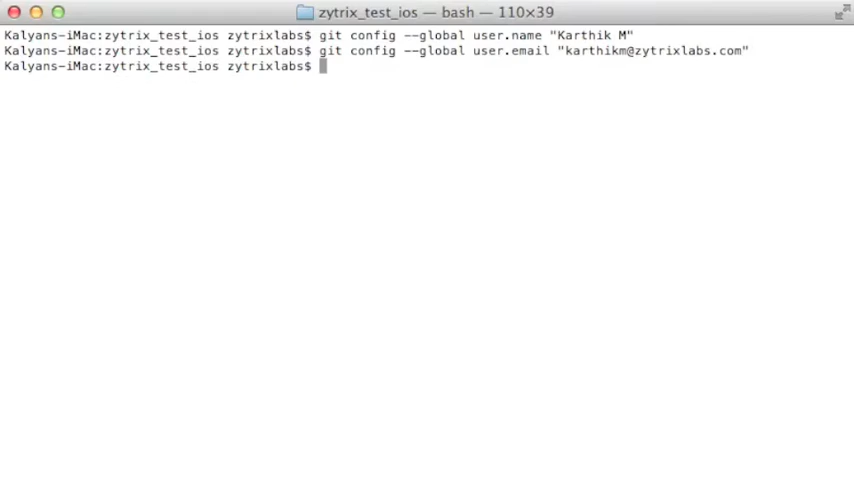 zytrix_test_ios — bash — 110×39
Kalyans-iMac:zytrix_test_ios zytrixlabs$ git config --global user.name "Karthik M"
Kalyans-iMac:zytrix_test_ios zytrixlabs$ git config --global user.email "karthikm@zytrixlabs.com"
Kalyans-iMac:zytrix_test_ios zytrixlabs$